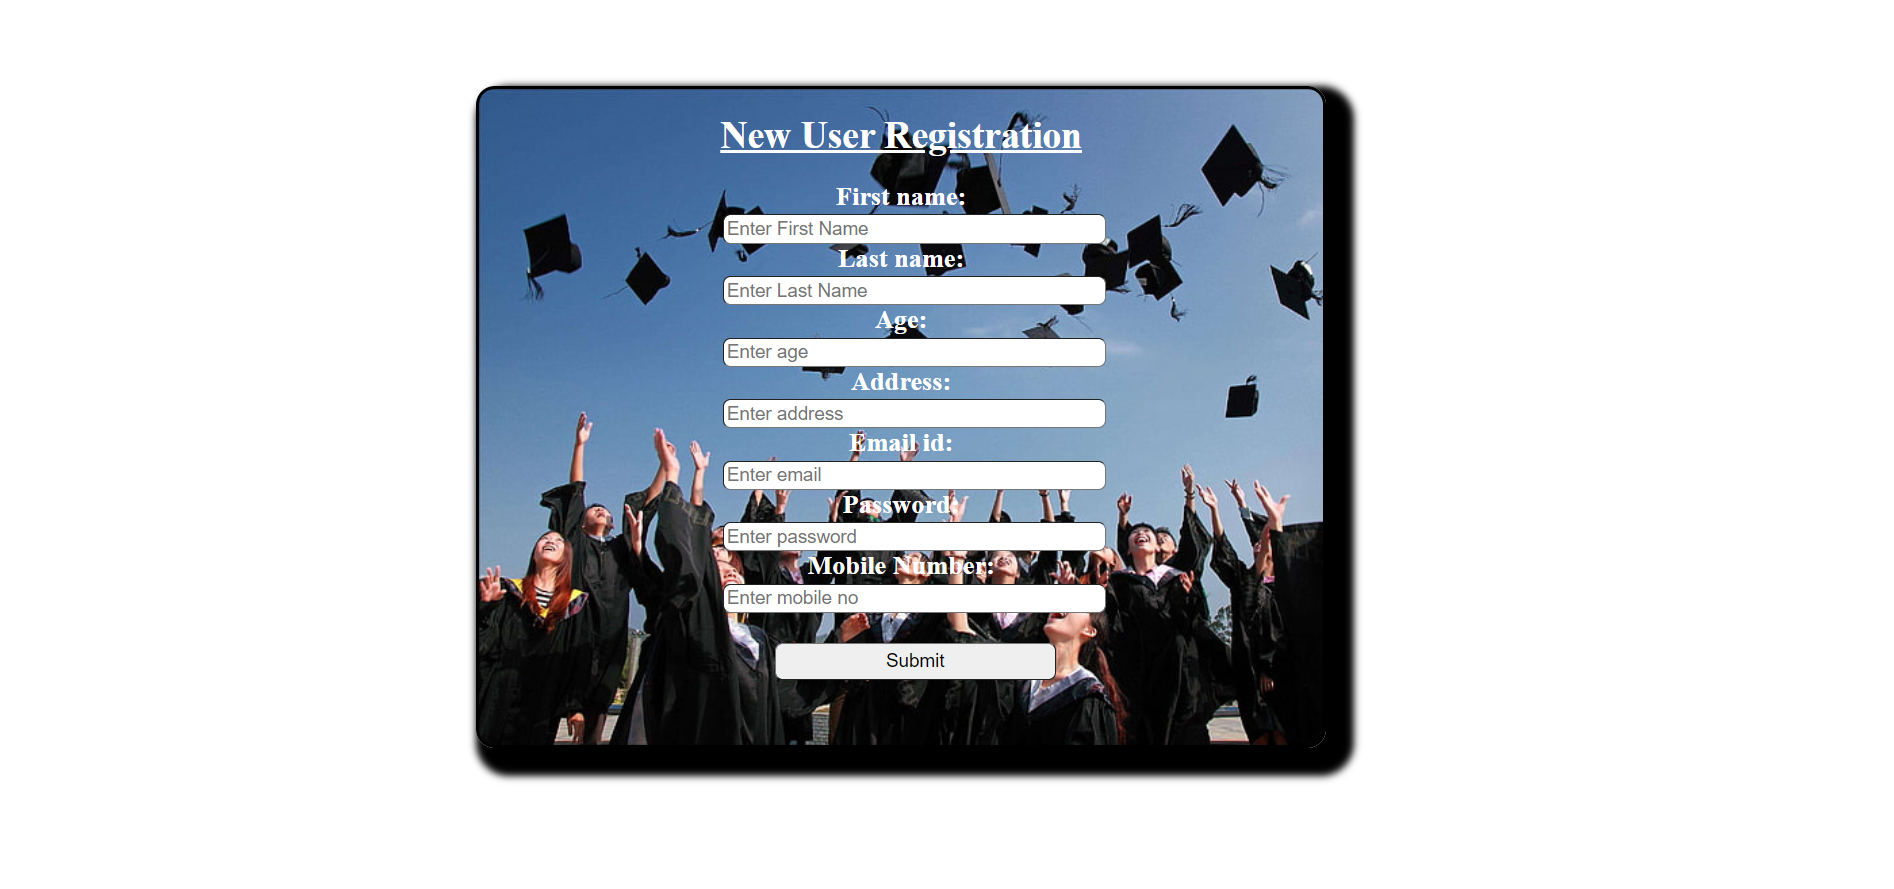 New User Registration
First name:
Enter First Name
Last name:
Enter Last Name
Age:
Enter age
Address:
Enter address
Email id:
Enter email
Password:
Enter password
Mobile Number:
Enter mobile no
Submit